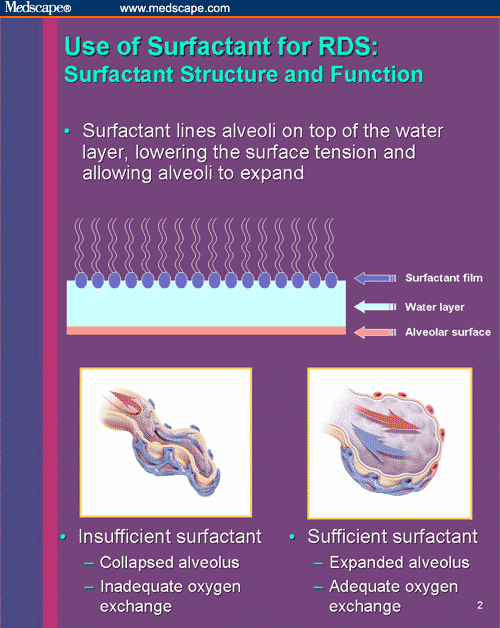 Medscape® www.medscape.com
Use of Surfactant for RDS:
Surfactant Structure and Function
• Surfactant lines alveoli on top of the water
layer, lowering the surface tension and
allowing alveoli to expand
Surfactant film
Water layer
Alveolar surface
• Insufficient surfactant
– Collapsed alveolus
– Inadequate oxygen
exchange
• Sufficient surfactant
– Expanded alveolus
– Adequate oxygen
exchange
2